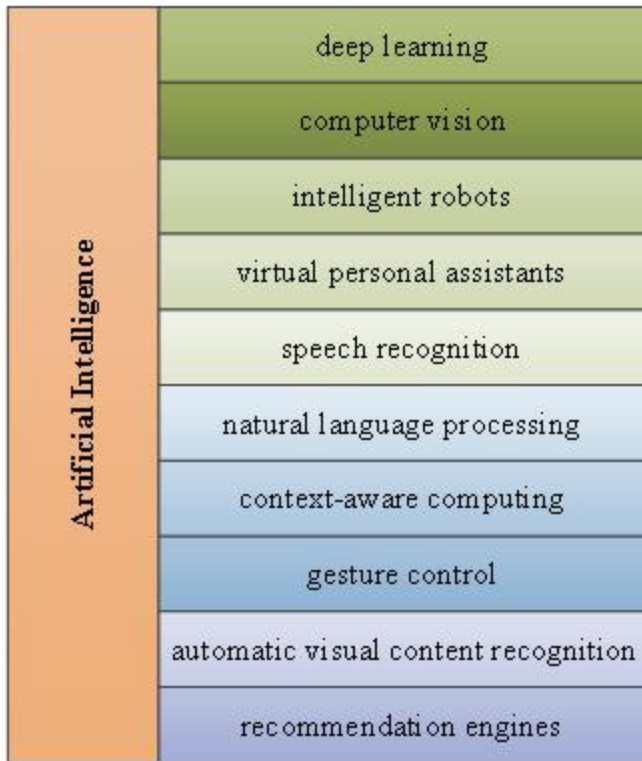 Artificial Intelligence
deep learning
computer vision
intelligent robots
virtual personal assistants
speech recognition
natural language processing
context-aware computing
gesture control
automatic visual content recognition
recommendation engines